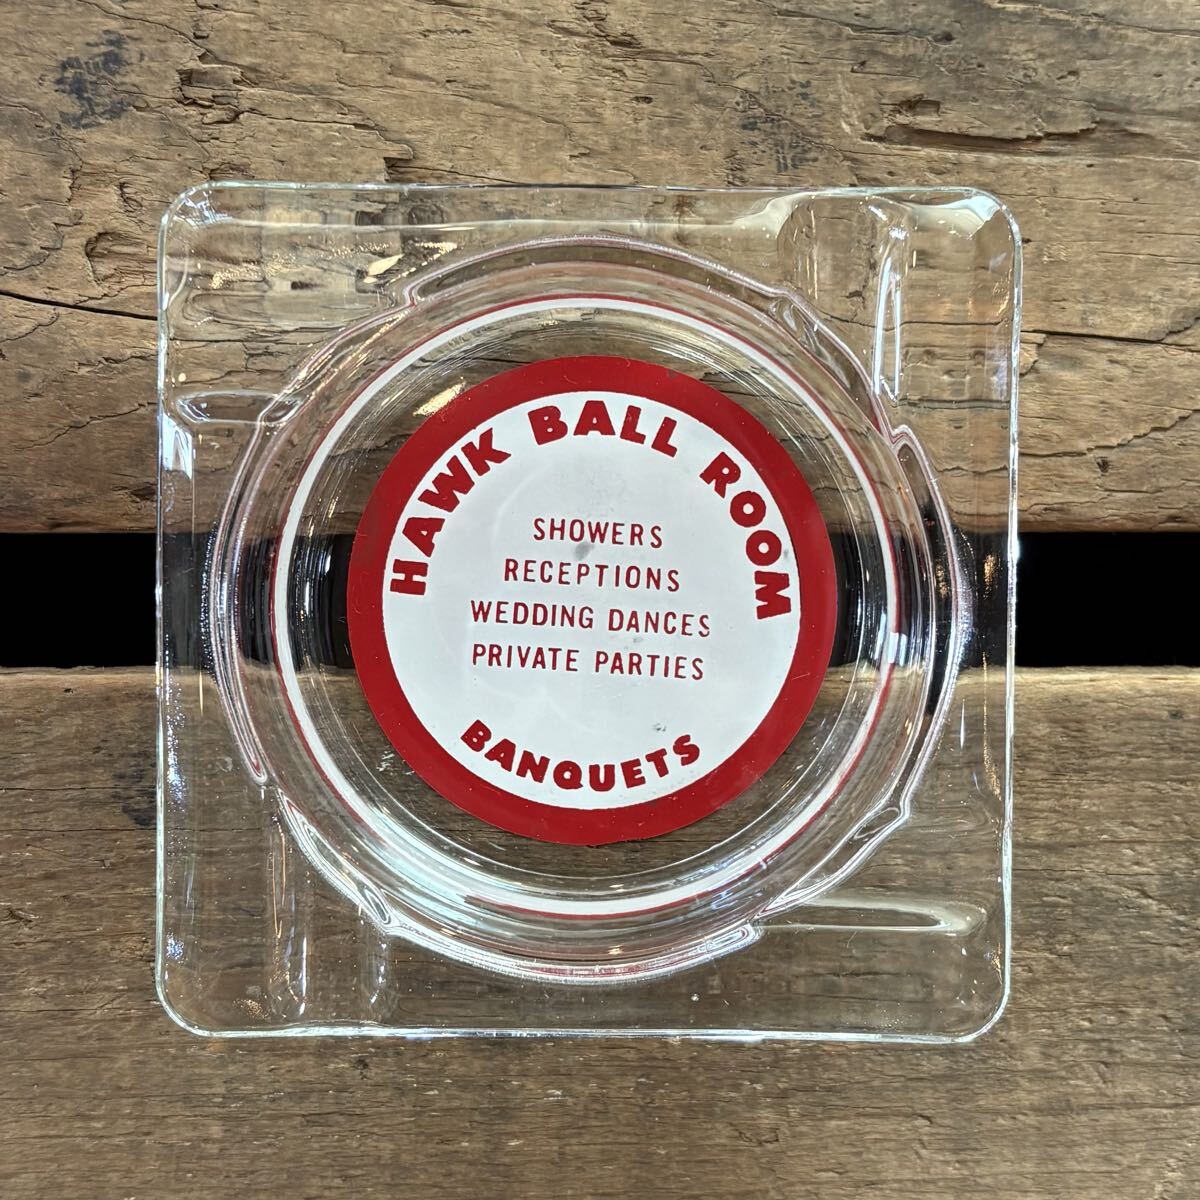 HAWK BALL ROOM
SHOWERS
RECEPTIONS
WEDDING DANCES
PRIVATE PARTIES
BANQUETS